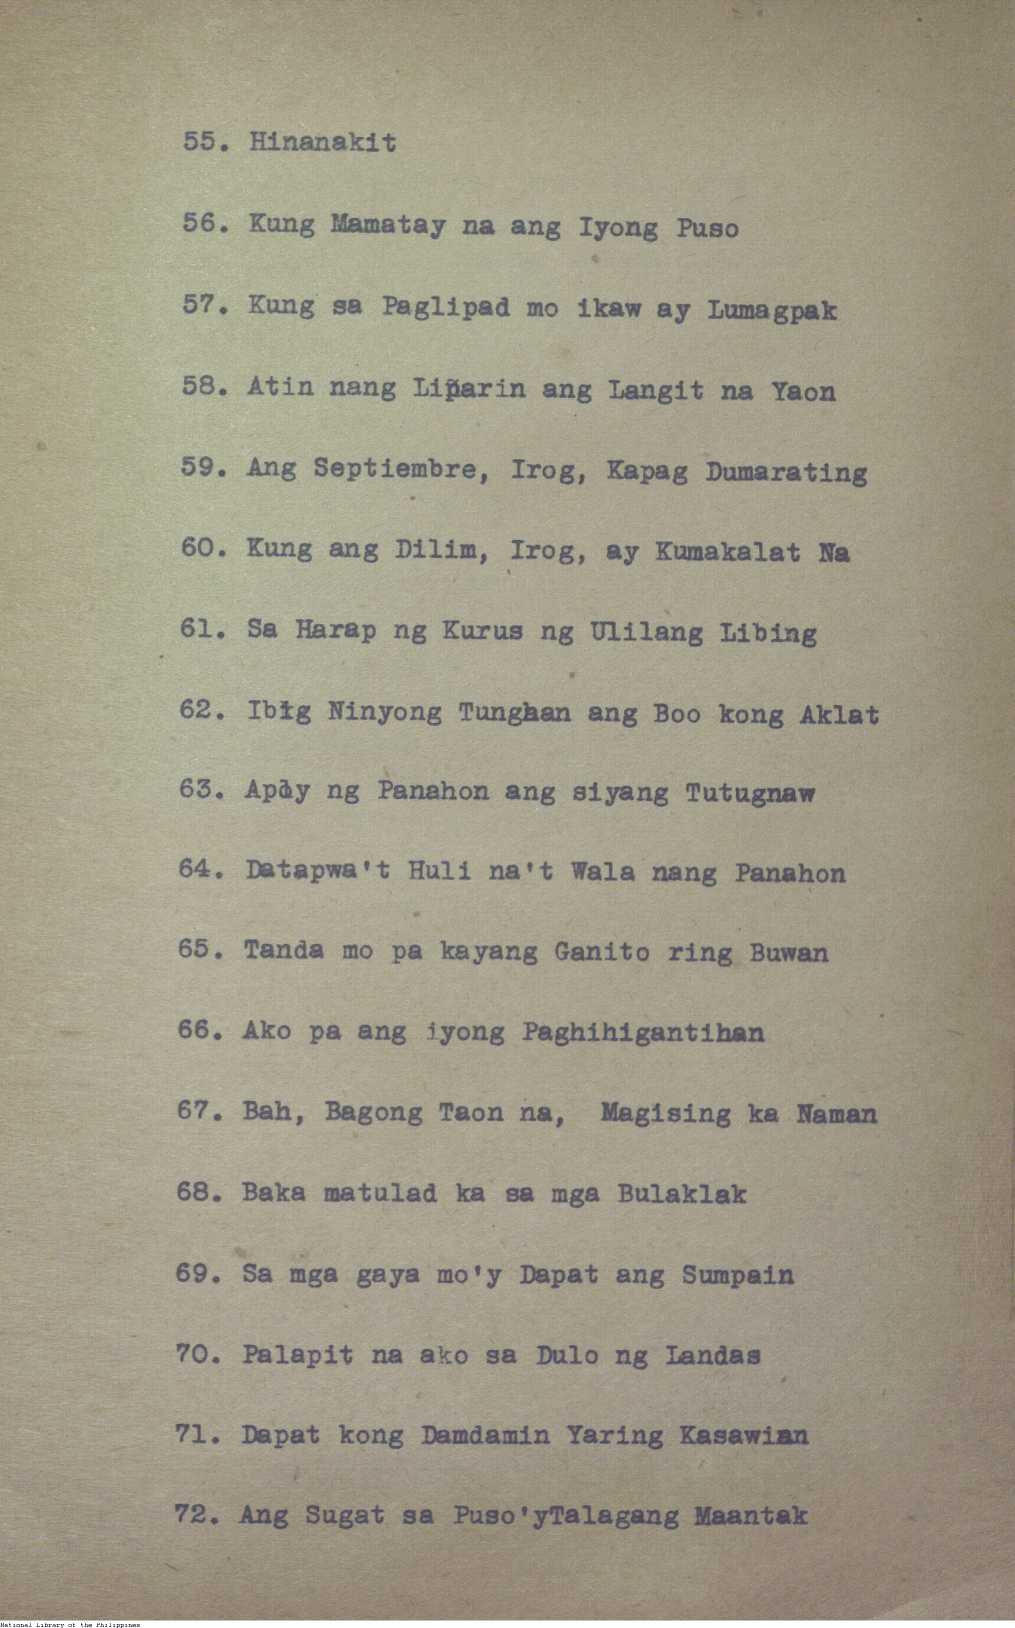 55. Hinanakit
56. Kung Mamatay na ang Iyong Puso
57. Kung sa Paglipad mo ikaw ay Lumagpak
58. Atin nang Liparin ang Langit na Yaon
59. Ang Septiembre, Irog, Kapag Dumarating
60. Kung ang Dilim, Irog, ay Kumakalat Na
61. Sa Harap ng Kurus ng Ulilang Libing
62. Ibig Ninyong Tunghan ang Boo kong Aklat
63. Apoy ng Panahon ang siyang Tutugnaw
64. Datapwa't Huli na't Wala nang Panahon
65. Tanda mo pa kayang Ganito ring Buwan
66. Ako pa ang iyong Paghihigantihan
67. Bah, Bagong Taon na, Magising ka Naman
68. Baka matulad ka sa mga Bulaklak
69. Sa mga gaya mo'y Dapat ang Sumpain
70. Palapit na ako sa Dulo ng Landas
71. Dapat kong Damdamin Yaring Kasawian
72. Ang Sugat sa Puso'yTalagang Maantak
National Library of the Philippines